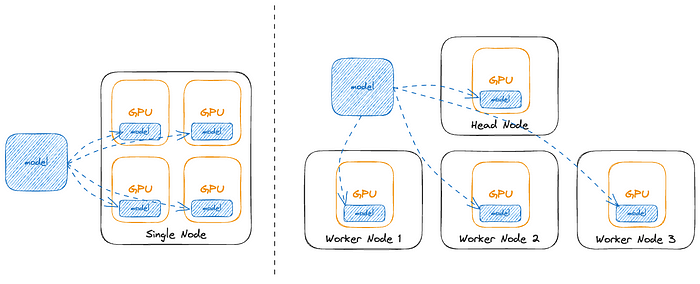 model
GPU
model
GPU
model
GPU
model
GPU
model
Single Node
model
GPU
model
Head Node
GPU
model
Worker Node 1
GPU
model
Worker Node 2
GPU
model
Worker Node 3